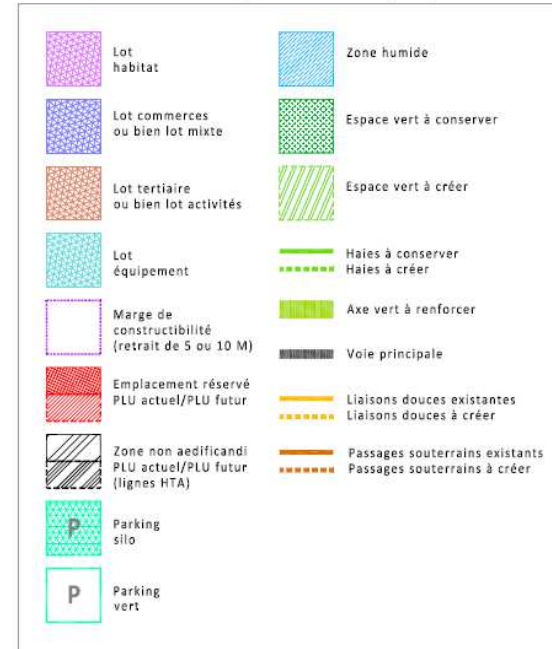 Lot
habitat
Lot commerces
ou bien lot mixte
Lot tertiaire
ou bien lot activités
Lot
équipement
Marge de
constructibilité
(retrait de 5 ou 10 M)
Emplacement réservé
PLU actuel/PLU futur
Zone non aedificandi
PLU actuel/PLU futur
(lignes HTA)
P
Parking
silo
P
Parking
vert
Zone humide
Espace vert à conserver
Espace vert à créer
Haies à conserver
Haies à créer
Axe vert à renforcer
Voie principale
Liaisons douces existantes
Liaisons douces à créer
Passages souterrains existants
Passages souterrains à créer